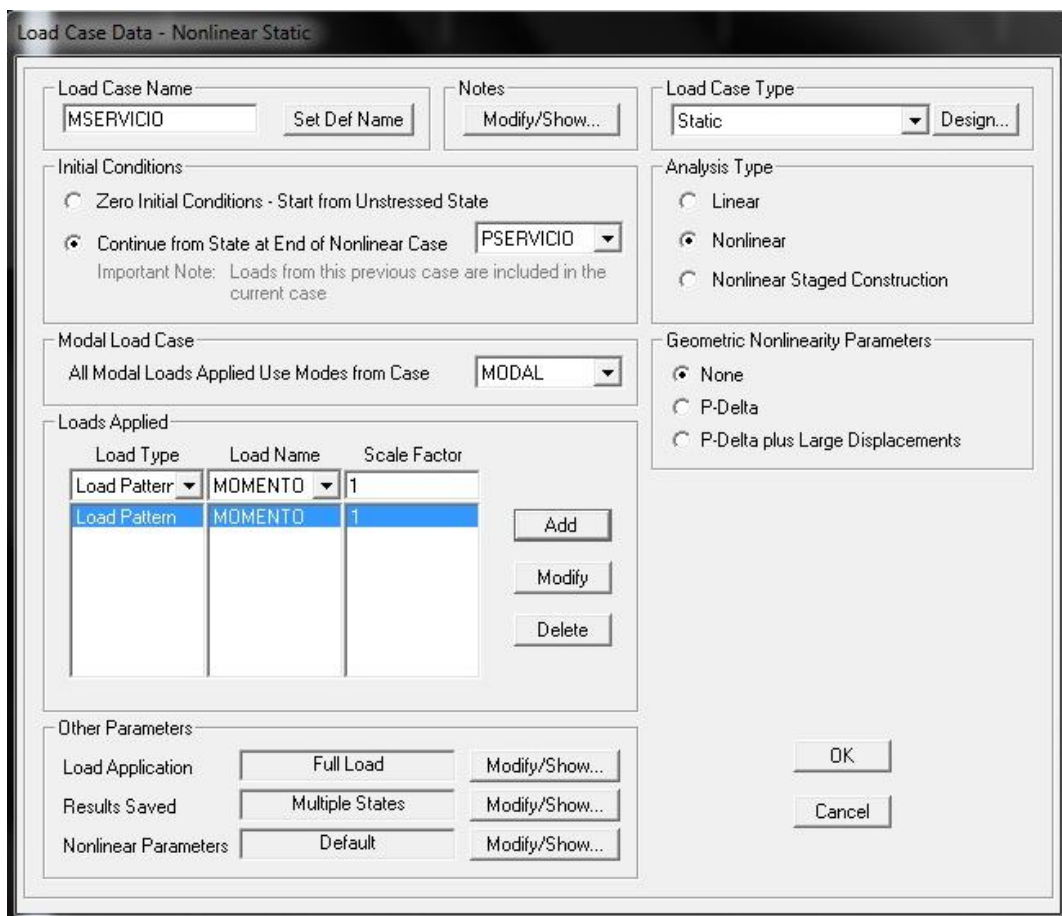 Load Case Data - Nonlinear Static
Load Case Name
MSERVICIO
Set Def Name
Notes
Modify/Show...
Load Case Type
Static
Design...
Initial Conditions
Zero Initial Conditions - Start from Unstressed State
Continue from State at End of Nonlinear Case
PSERVICIO
Important Note: Loads from this previous case are included in the
current case
Analysis Type
Linear
Nonlinear
Nonlinear Staged Construction
Modal Load Case
All Modal Loads Applied Use Modes from Case
MODAL
Geometric Nonlinearity Parameters
None
P-Delta
P-Delta plus Large Displacements
Loads Applied
Load Type Load Name Scale Factor
Load Pattern MOMENTO 1
Load Pattern MOMENTO 1
Add
Modify
Delete
Other Parameters
Load Application Full Load Modify/Show...
Results Saved Multiple States Modify/Show...
Nonlinear Parameters Default Modify/Show...
OK
Cancel